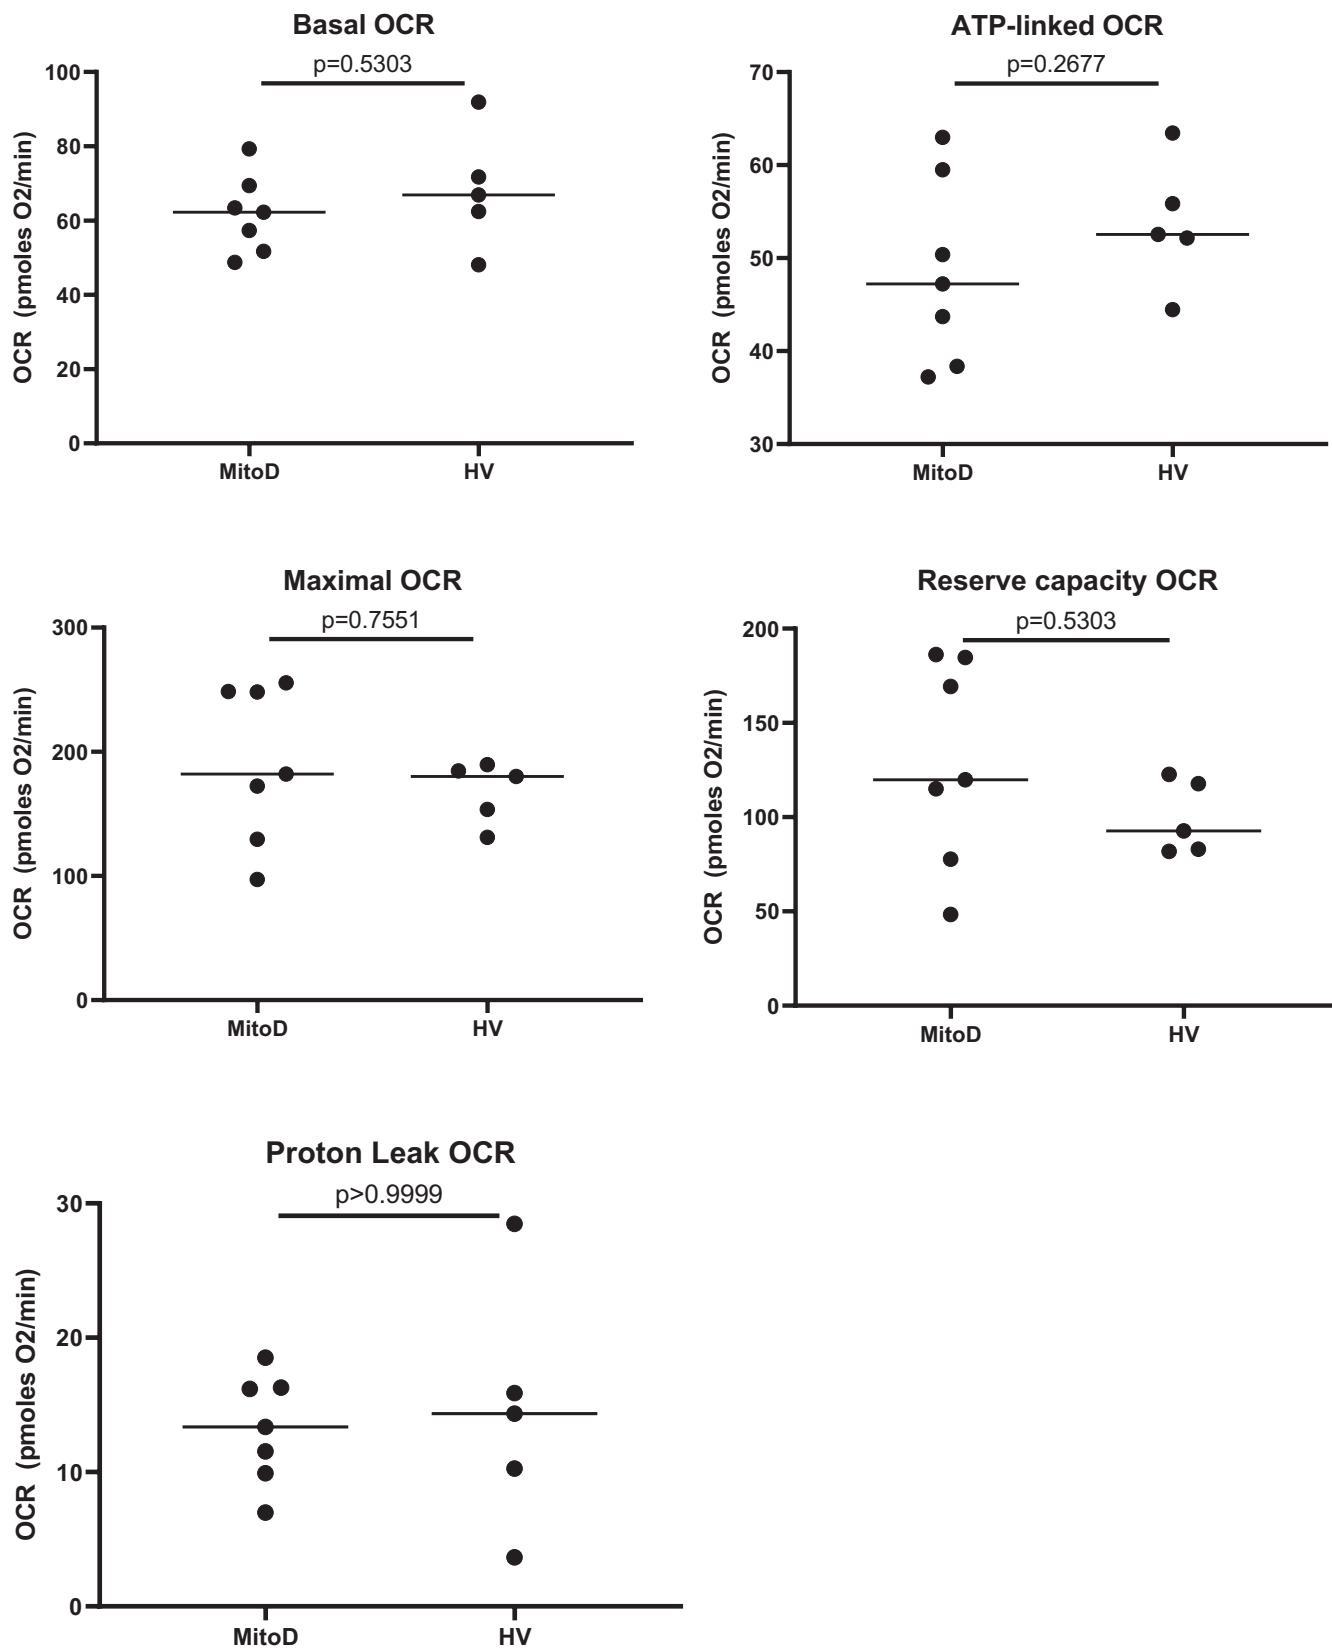 Basal OCR
p=0.5303
OCR (pmoles O2/min)
100
80
60
40
20
0
MitoD HV
ATP-linked OCR
p=0.2677
OCR (pmoles O2/min)
70
60
50
40
30
MitoD HV
Maximal OCR
p=0.7551
OCR (pmoles O2/min)
300
200
100
0
MitoD HV
Reserve capacity OCR
p=0.5303
OCR (pmoles O2/min)
200
150
100
50
0
MitoD HV
Proton Leak OCR
p>0.9999
OCR (pmoles O2/min)
30
20
10
0
MitoD HV